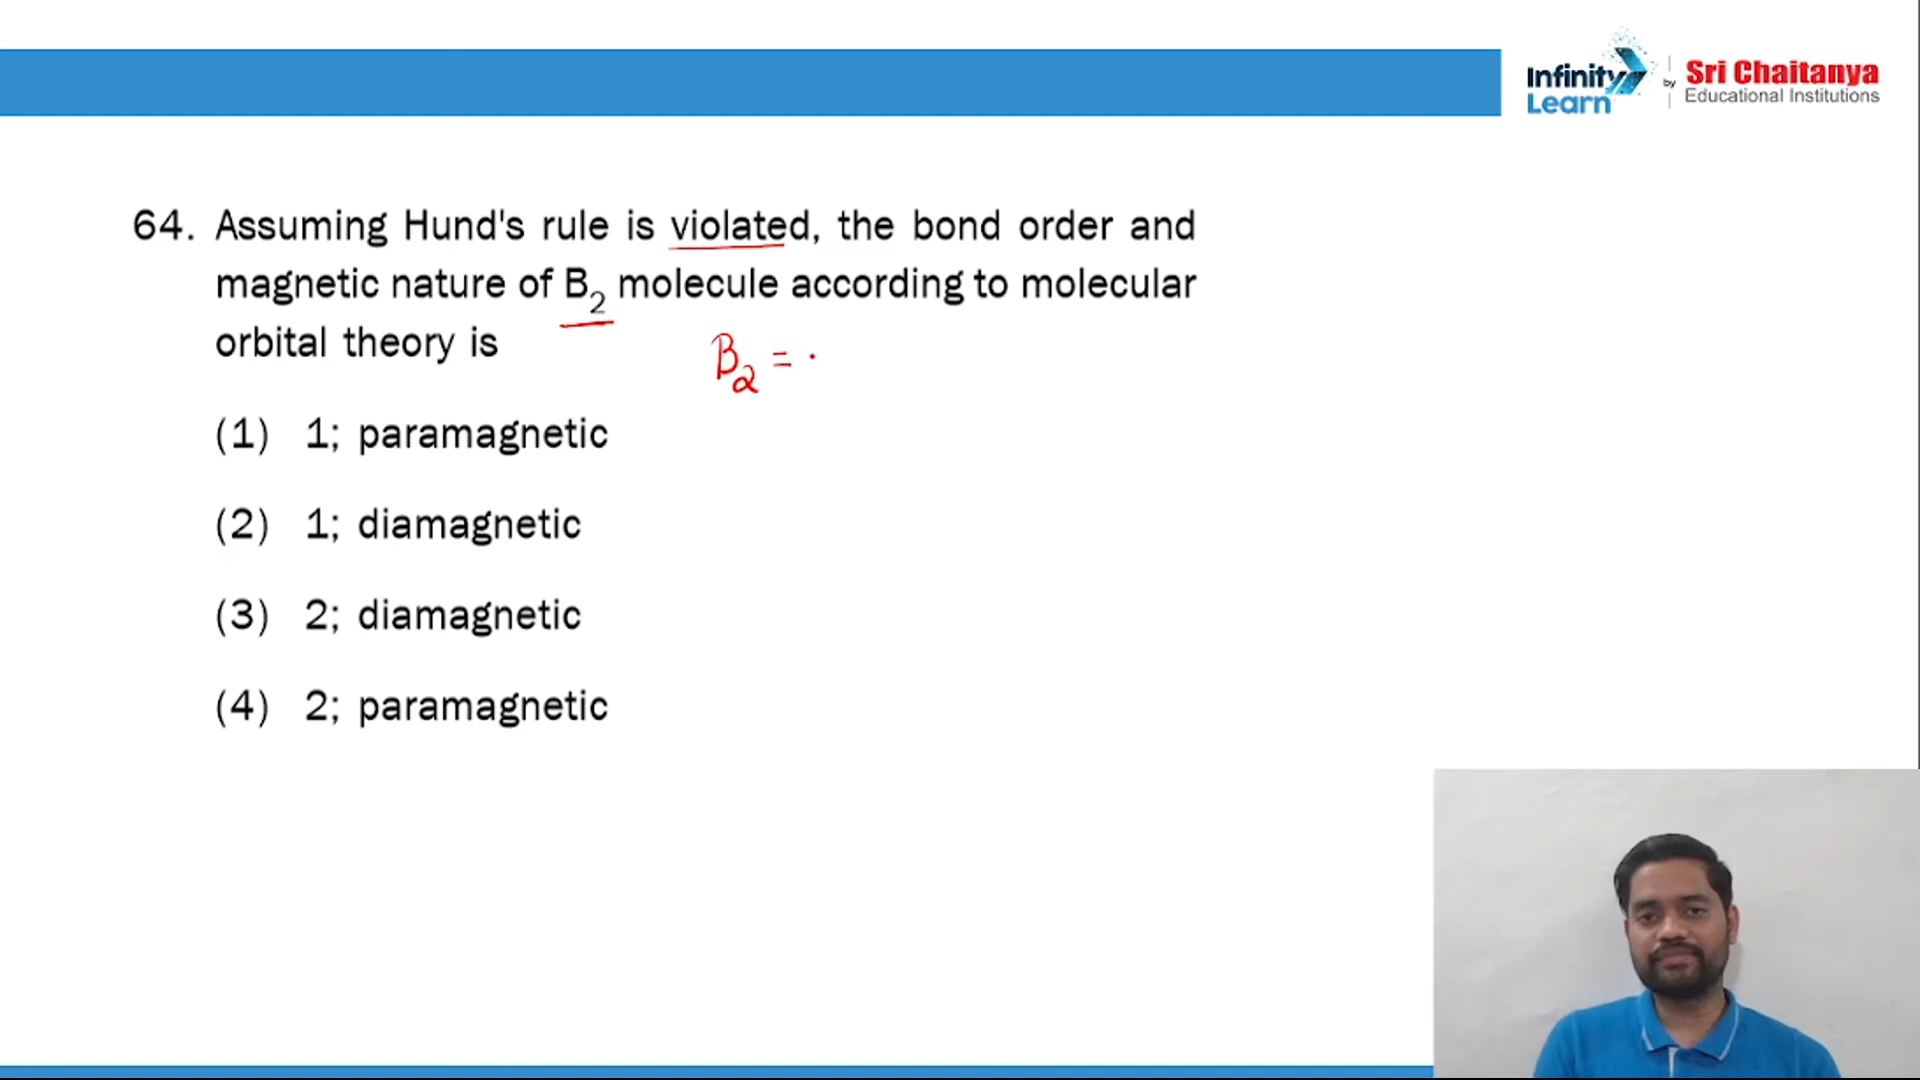 Infinity Learn by Sri Chaitanya
Educational Institutions
64. Assuming Hund's rule is violated, the bond order and
magnetic nature of B₂ molecule according to molecular
orbital theory is
B₂ = ·
(1) 1; paramagnetic
(2) 1; diamagnetic
(3) 2; diamagnetic
(4) 2; paramagnetic